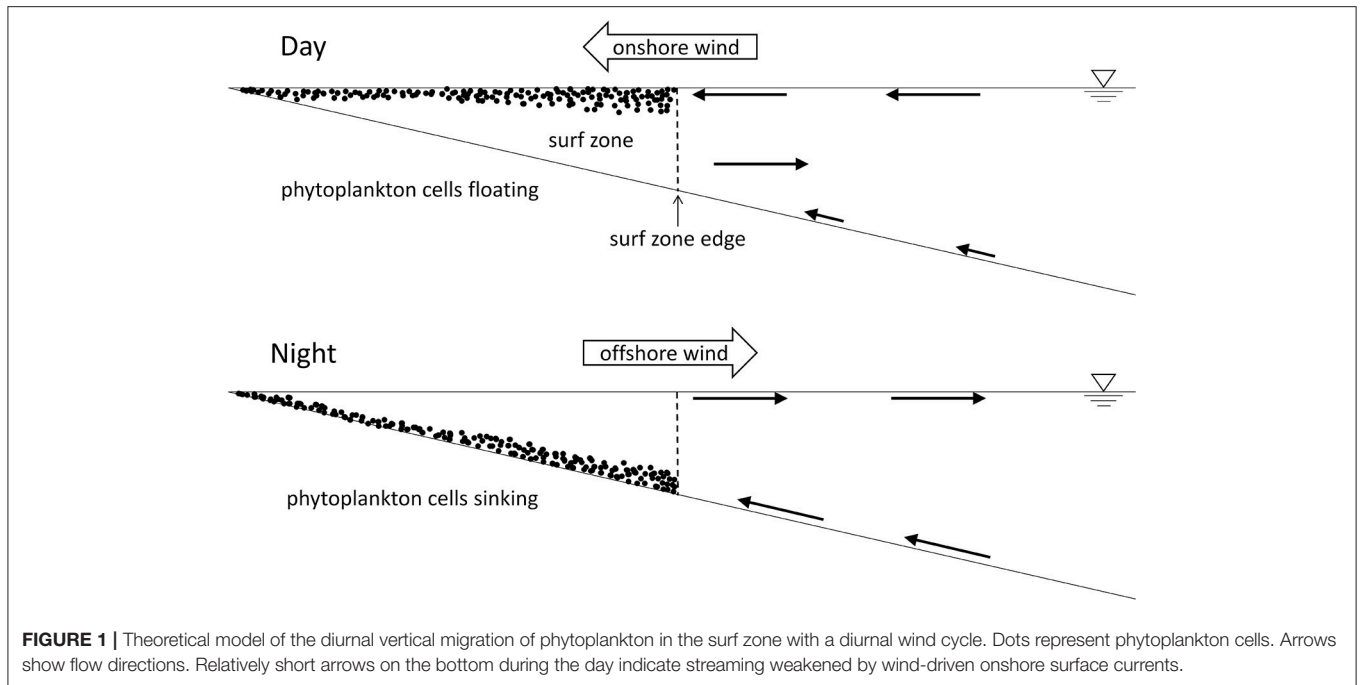 Day
onshore wind
surf zone
phytoplankton cells floating
surf zone edge
Night
offshore wind
phytoplankton cells sinking
FIGURE 1 | Theoretical model of the diurnal vertical migration of phytoplankton in the surf zone with a diurnal wind cycle. Dots represent phytoplankton cells. Arrows
show flow directions. Relatively short arrows on the bottom during the day indicate streaming weakened by wind-driven onshore surface currents.